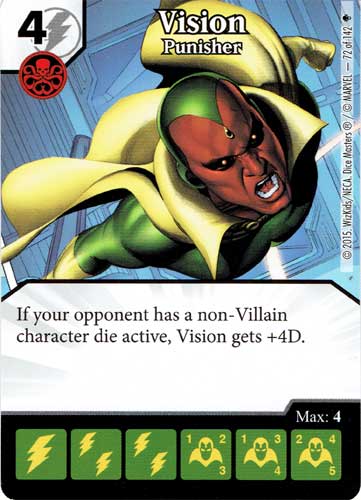 4
Vision
Punisher
© 2015. WizKids/NECA. Dice Masters ® / © MARVEL — 72 of 142
If your opponent has a non-Villain
character die active, Vision gets +4D.
Max: 4
1 2 3
1 3 4
2 4 5